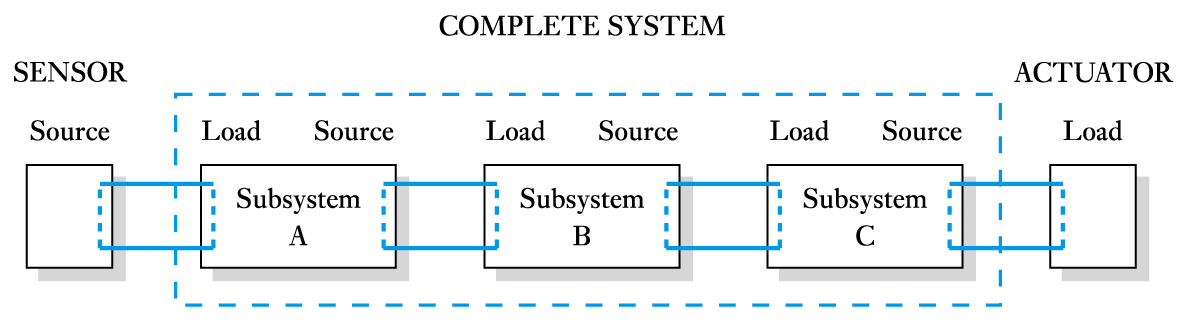 COMPLETE SYSTEM
SENSOR
ACTUATOR
Source
Load
Source
Load
Source
Load
Source
Load
Subsystem
A
Subsystem
B
Subsystem
C